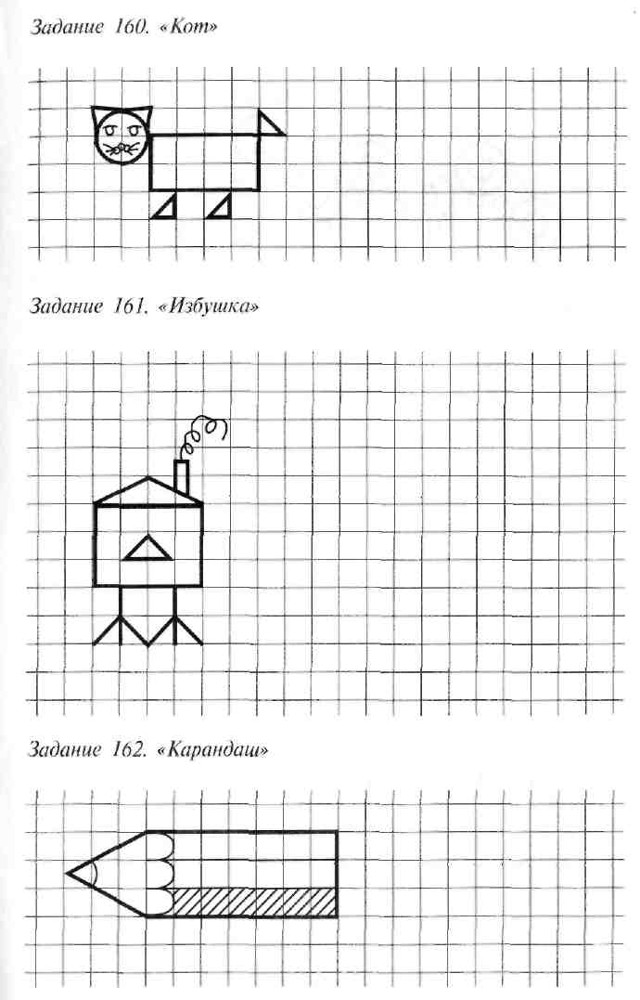 Задание 160. «Кот»
Задание 161. «Избушка»
Задание 162. «Карандаш»